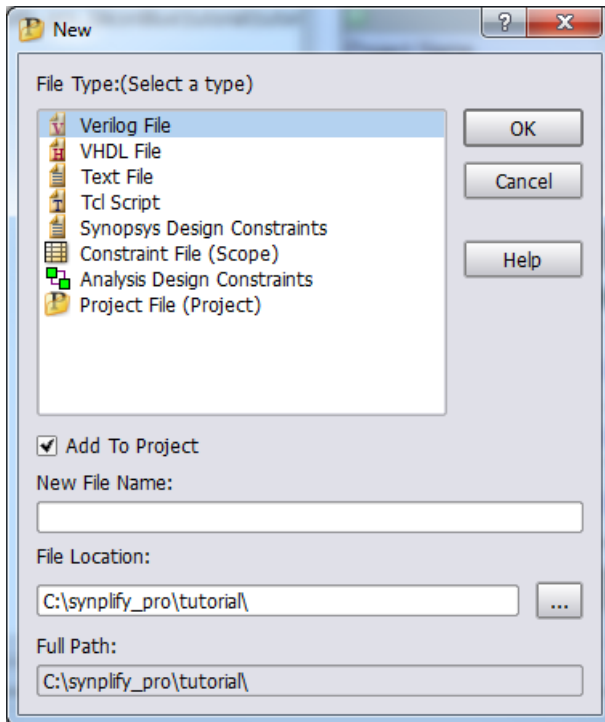 New
File Type:(Select a type)
Verilog File
VHDL File
Text File
Tcl Script
Synopsys Design Constraints
Constraint File (Scope)
Analysis Design Constraints
Project File (Project)
OK
Cancel
Help
Add To Project
New File Name:
File Location:
C:\synplify_pro\tutorial\
...
Full Path:
C:\synplify_pro\tutorial\